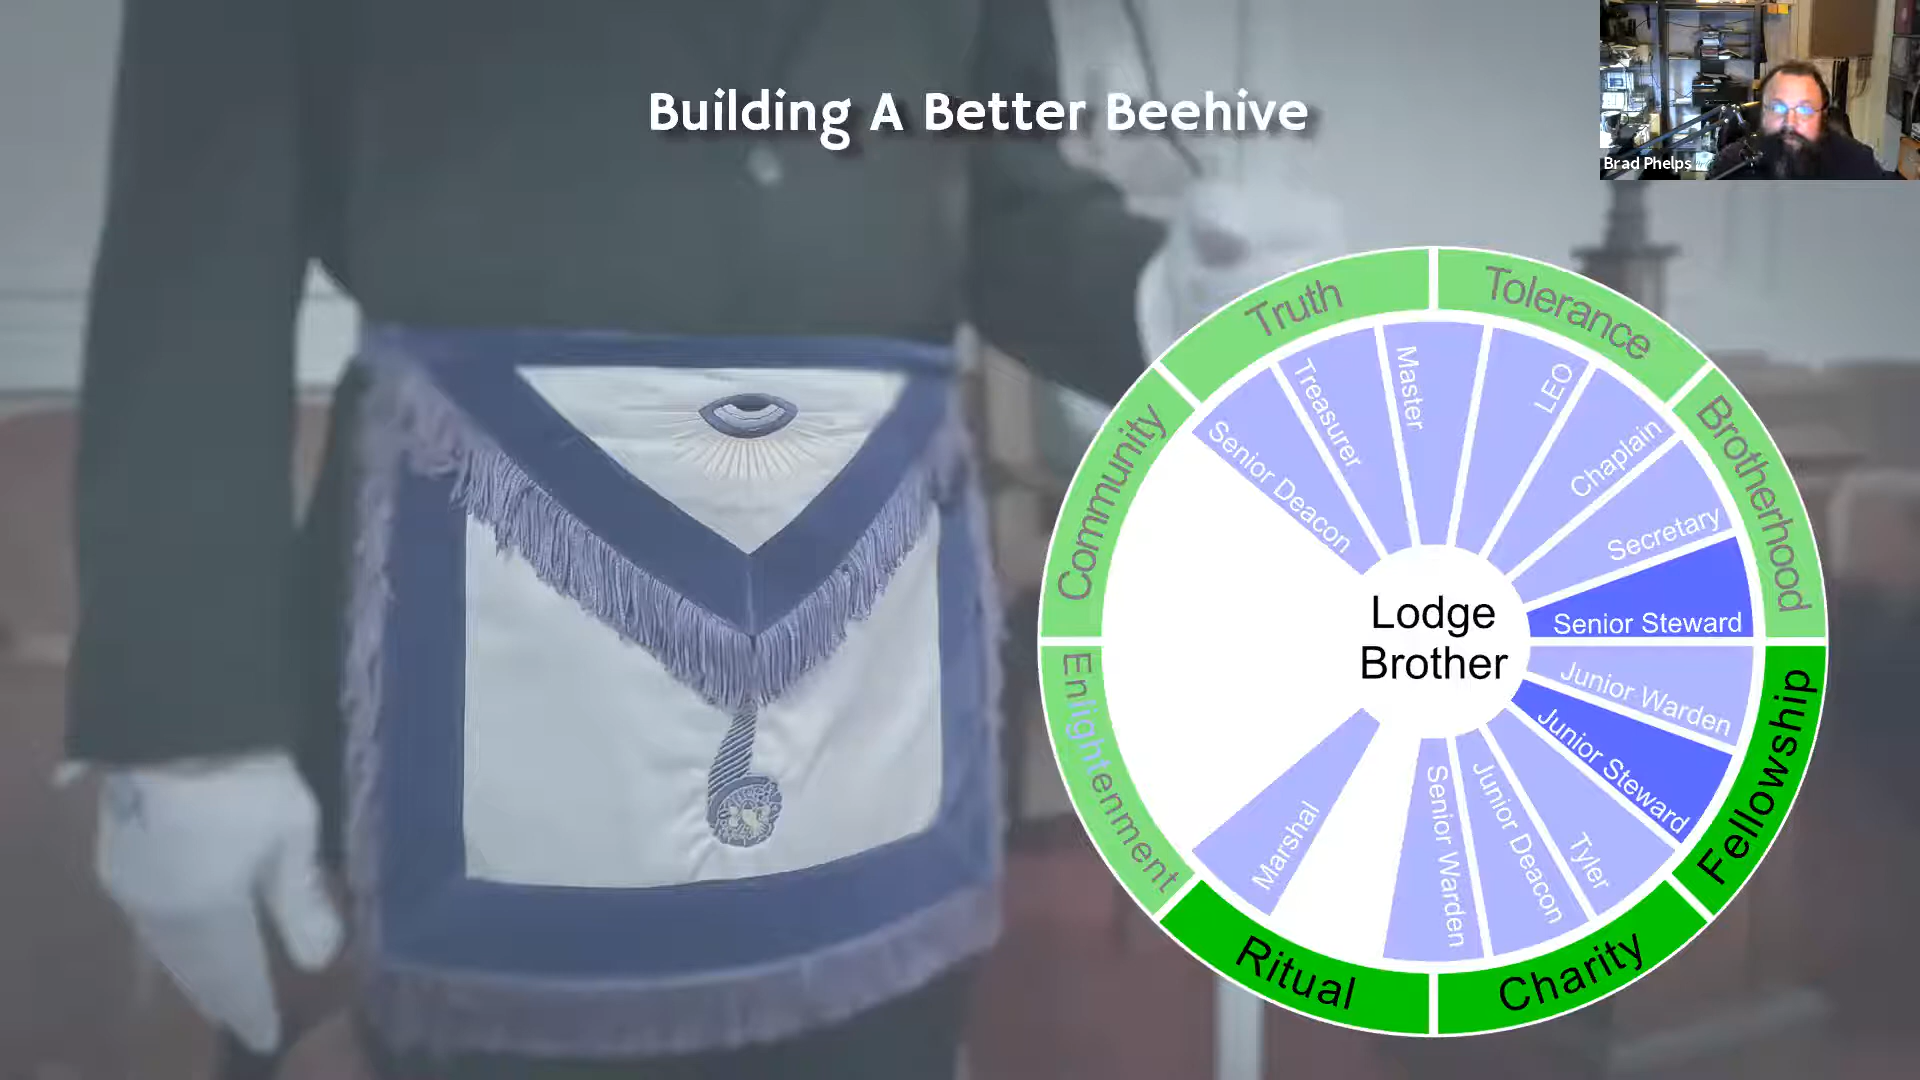 Building A Better Beehive
Brad Phelps
Truth
Tolerance
Brotherhood
Fellowship
Charity
Ritual
Enlightenment
Community
Senior Deacon
Treasurer
Master
LEO
Chaplain
Secretary
Senior Steward
Junior Warden
Junior Steward
Tyler
Junior Deacon
Senior Warden
Marshal
Lodge
Brother